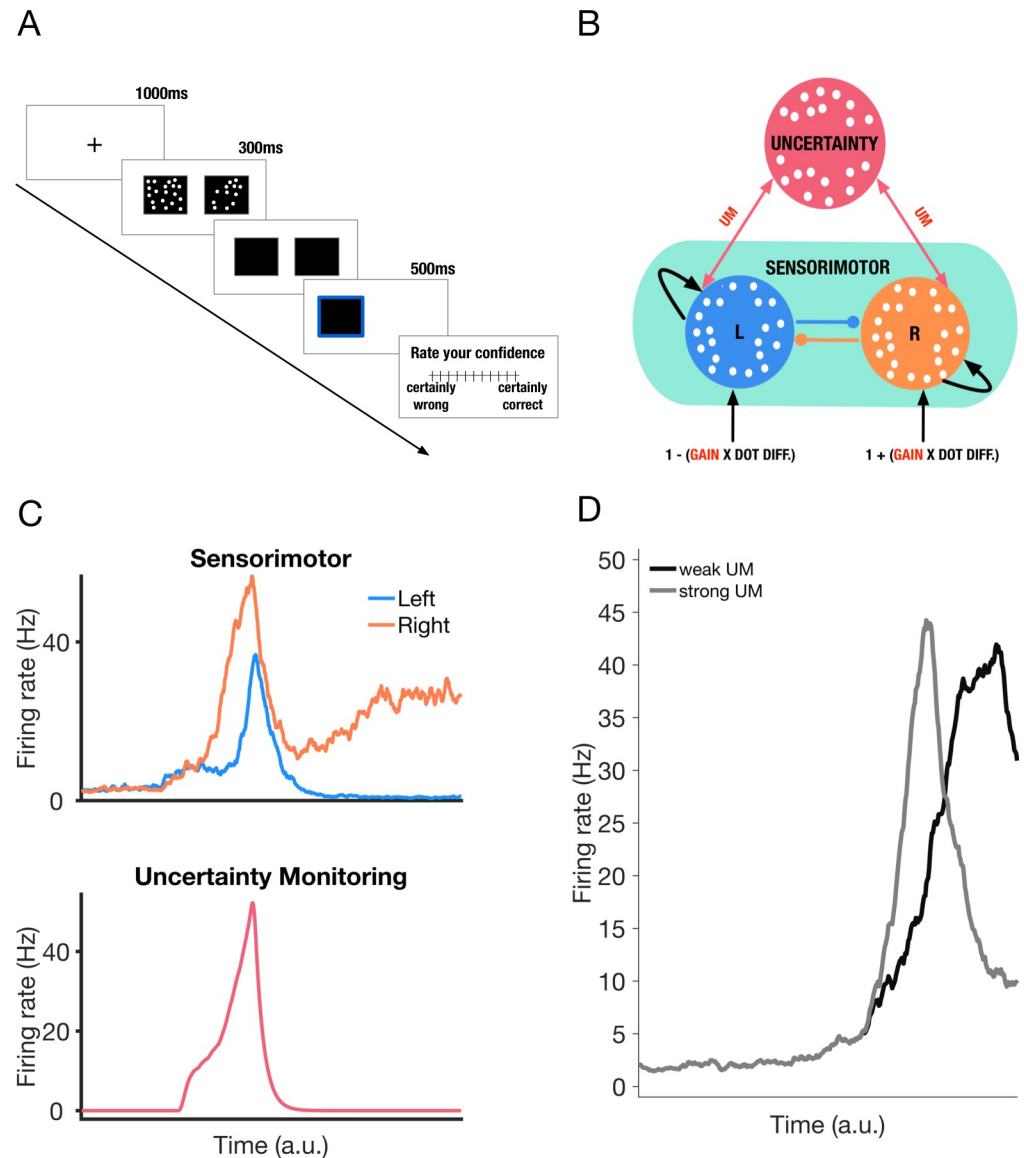 A
1000ms
+
300ms
500ms
Rate your confidence
certainly wrong
certainly correct
B
UNCERTAINTY
UM
UM
SENSORIMOTOR
L
R
1 - (GAIN X DOT DIFF.)
1 + (GAIN X DOT DIFF.)
C
Sensorimotor
Left
Right
Firing rate (Hz)
40
0
Uncertainty Monitoring
Firing rate (Hz)
40
20
0
Time (a.u.)
D
weak UM
strong UM
Firing rate (Hz)
50
45
40
35
30
25
20
15
10
5
0
Time (a.u.)